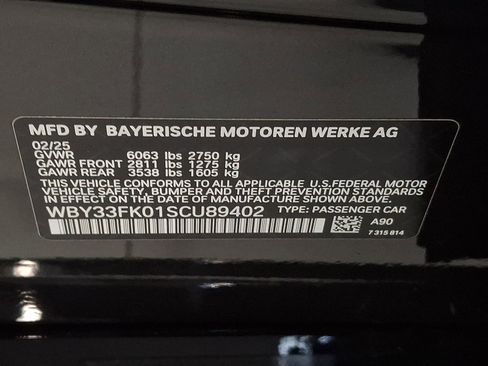 MFD BY BAYERISCHE MOTOREN WERKE AG
02/25
GVWR 6063 lbs 2750 kg
GAWR FRONT 2811 lbs 1275 kg
GAWR REAR 3538 lbs 1605 kg
THIS VEHICLE CONFORMS TO ALL APPLICABLE U.S.FEDERAL MOTOR
VEHICLE SAFETY, BUMPER, AND THEFT PREVENTION STANDARDS
IN EFFECT ON THE DATE OF MANUFACTURE SHOWN ABOVE.
WBY33FK01SCU89402 TYPE: PASSENGER CAR
A90
7 315 814